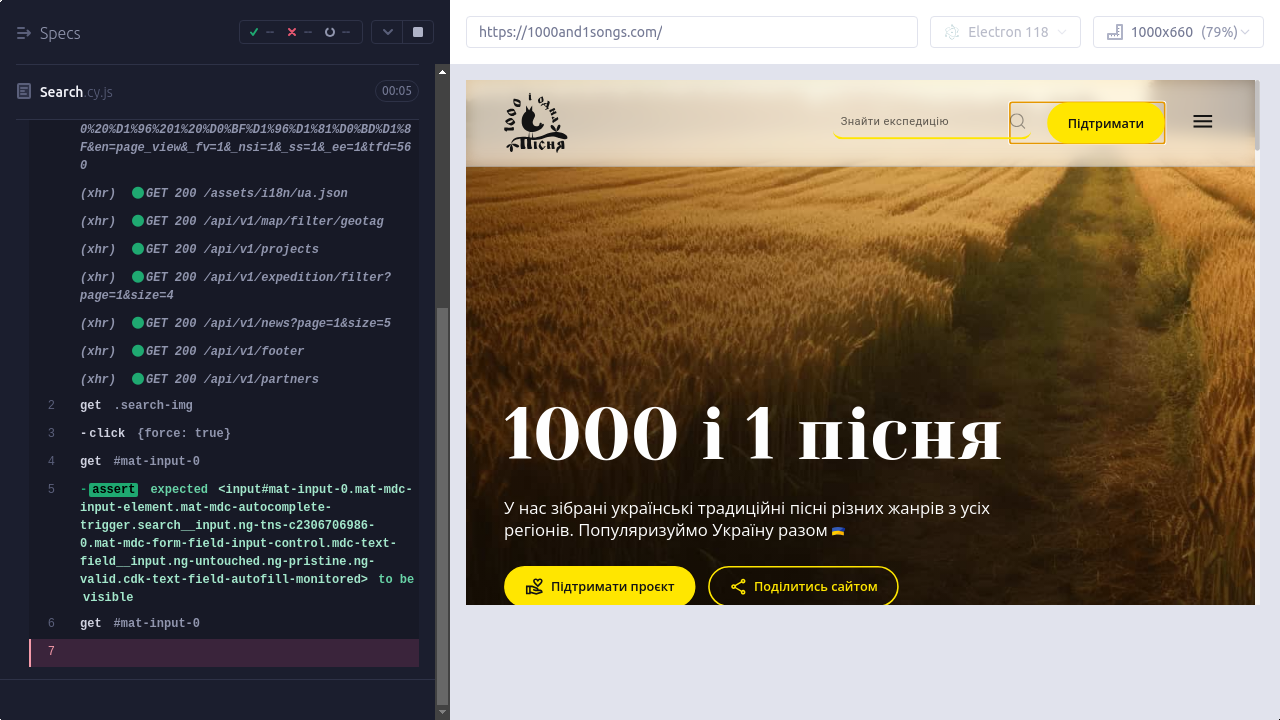 Specs
--
--
--
https://1000and1songs.com/
Electron 118
1000x660 (79%)
Search.cy.js
00:05
0%20%D1%96%201%20%D0%BF%D1%96%D1%81%D0%BD%D1%8
F&en=page_view&_fv=1&_nsi=1&_ss=1&_ee=1&tfd=56
0
(xhr) GET 200 /assets/i18n/ua.json
(xhr) GET 200 /api/v1/map/filter/geotag
(xhr) GET 200 /api/v1/projects
(xhr) GET 200 /api/v1/expedition/filter?
page=1&size=4
(xhr) GET 200 /api/v1/news?page=1&size=5
(xhr) GET 200 /api/v1/footer
(xhr) GET 200 /api/v1/partners
2 get .search-img
3 -click {force: true}
4 get #mat-input-0
5 -assert expected <input#mat-input-0.mat-mdc-
input-element.mat-mdc-autocomplete-
trigger.search__input.ng-tns-c2306706986-
0.mat-mdc-form-field-input-control.mdc-text-
field__input.ng-untouched.ng-pristine.ng-
valid.cdk-text-field-autofill-monitored> to be
visible
6 get #mat-input-0
7
1000 і одна
Пісня
Знайти експедицію
Підтримати
1000 і 1 пісня
У нас зібрані українські традиційні пісні різних жанрів з усіх
регіонів. Популяризуймо Україну разом 🇺🇦
Підтримати проєкт
Поділитись сайтом